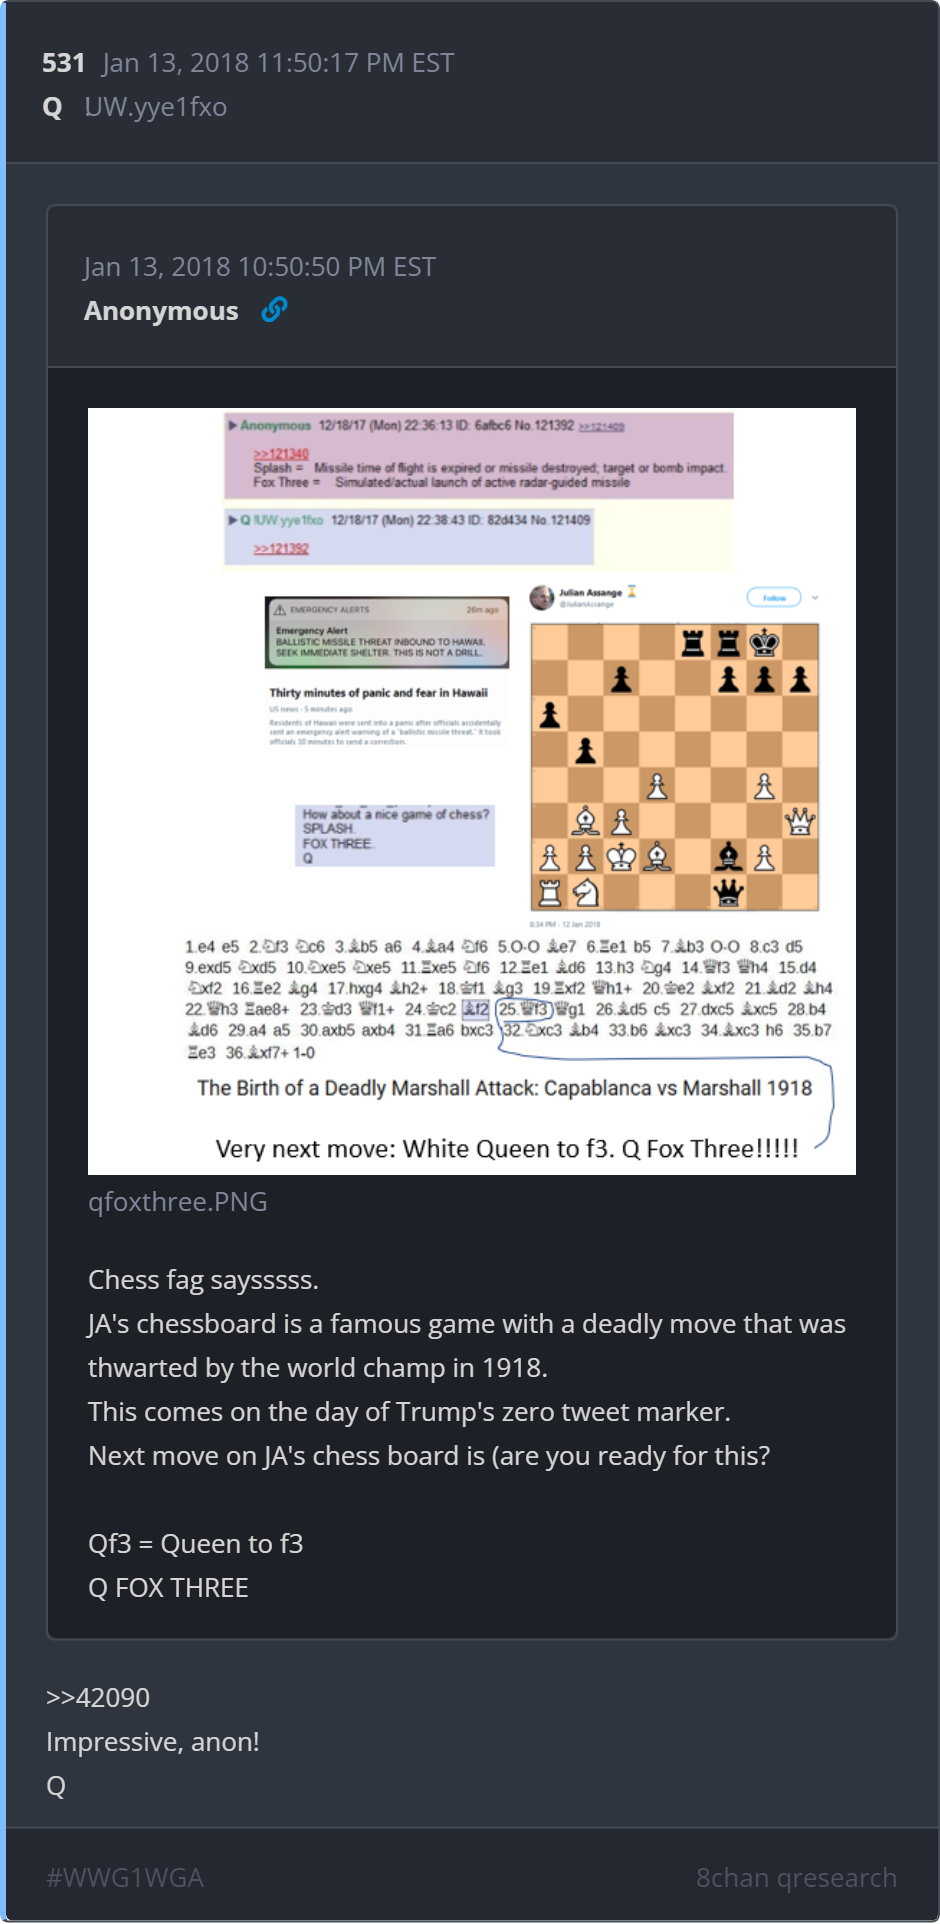 531 Jan 13, 2018 11:50:17 PM EST
Q !UW.yye1fxo
Jan 13, 2018 10:50:50 PM EST
Anonymous
▶ Anonymous 12/18/17 (Mon) 22:36:13 ID: 6afbc6 No.121392 >>121409
>>121340
Splash = Missile time of flight is expired or missile destroyed; target or bomb impact.
Fox Three = Simulated/actual launch of active radar-guided missile
▶ Q !UW.yye1fxo 12/18/17 (Mon) 22:38:43 ID: 82d434 No.121409
>>121392
EMERGENCY ALERTS 26m ago
Emergency Alert
BALLISTIC MISSILE THREAT INBOUND TO HAWAII.
SEEK IMMEDIATE SHELTER. THIS IS NOT A DRILL.
Thirty minutes of panic and fear in Hawaii
US news - 5 minutes ago
Residents of Hawaii were sent into a panic after officials accidentally
sent an emergency alert warning of a "ballistic missile threat." It took
officials 30 minutes to send a correction.
Julian Assange ⌛
@JulianAssange
Follow
8:34 PM - 12 Jan 2018
How about a nice game of chess?
SPLASH.
FOX THREE.
Q
1.e4 e5 2.♘f3 ♘c6 3.♗b5 a6 4.♗a4 ♘f6 5.O-O ♗e7 6.♖e1 b5 7.♗b3 O-O 8.c3 d5
9.exd5 ♘xd5 10.♘xe5 ♘xe5 11.♖xe5 ♘f6 12.♖e1 ♗d6 13.h3 ♘g4 14.♕f3 ♕h4 15.d4
♘xf2 16.♖e2 ♗g4 17.hxg4 ♗h2+ 18.♔f1 ♗g3 19.♖xf2 ♕h1+ 20.♔e2 ♗xf2 21.♗d2 ♗h4
22.♕h3 ♖ae8+ 23.♔d3 ♕f1+ 24.♔c2 ♗f2 25.♕f3 ♕g1 26.♗d5 c5 27.dxc5 ♗xc5 28.b4
♗d6 29.a4 a5 30.axb5 axb4 31.♖a6 bxc3 32.♘xc3 ♗b4 33.b6 ♗xc3 34.♗xc3 h6 35.b7
♖e3 36.♗xf7+ 1-0
The Birth of a Deadly Marshall Attack: Capablanca vs Marshall 1918
Very next move: White Queen to f3. Q Fox Three!!!!!
qfoxthree.PNG
Chess fag saysssss.
JA's chessboard is a famous game with a deadly move that was
thwarted by the world champ in 1918.
This comes on the day of Trump's zero tweet marker.
Next move on JA's chess board is (are you ready for this?
Qf3 = Queen to f3
Q FOX THREE
>>42090
Impressive, anon!
Q
#WWG1WGA 8chan qresearch